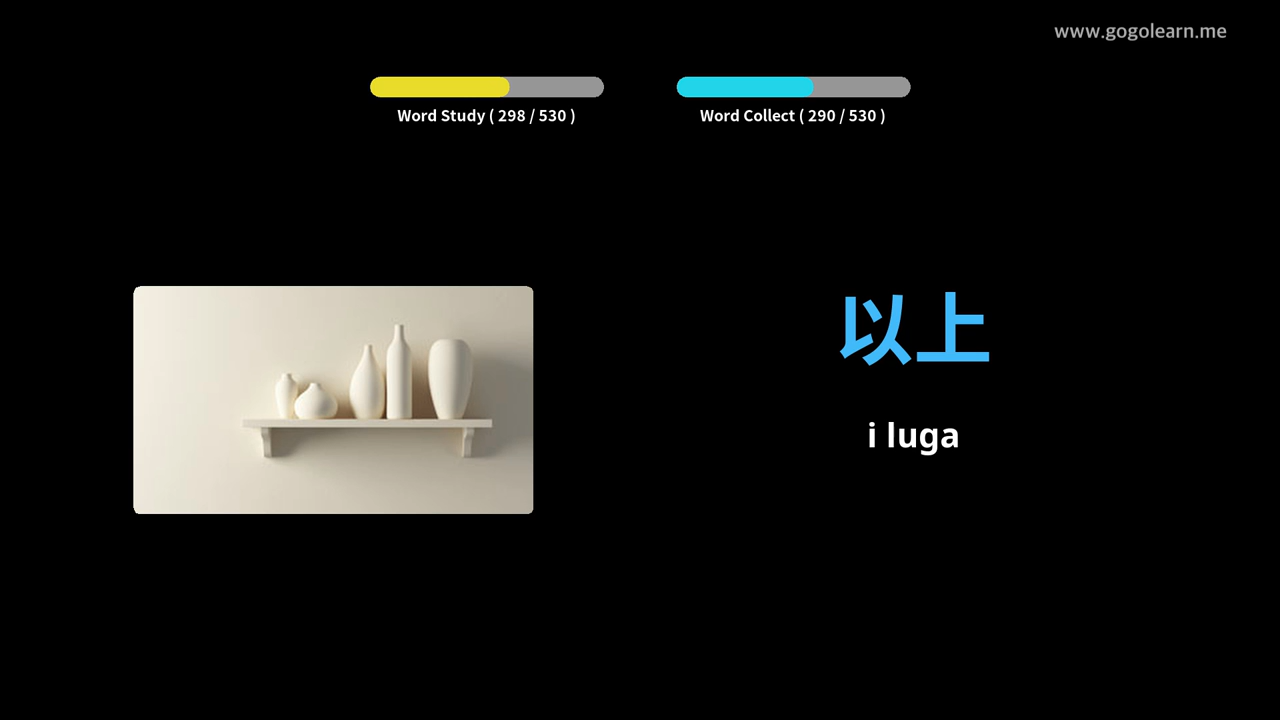 www.gogolearn.me
Word Study ( 298 / 530 )
Word Collect ( 290 / 530 )
以上
i luga